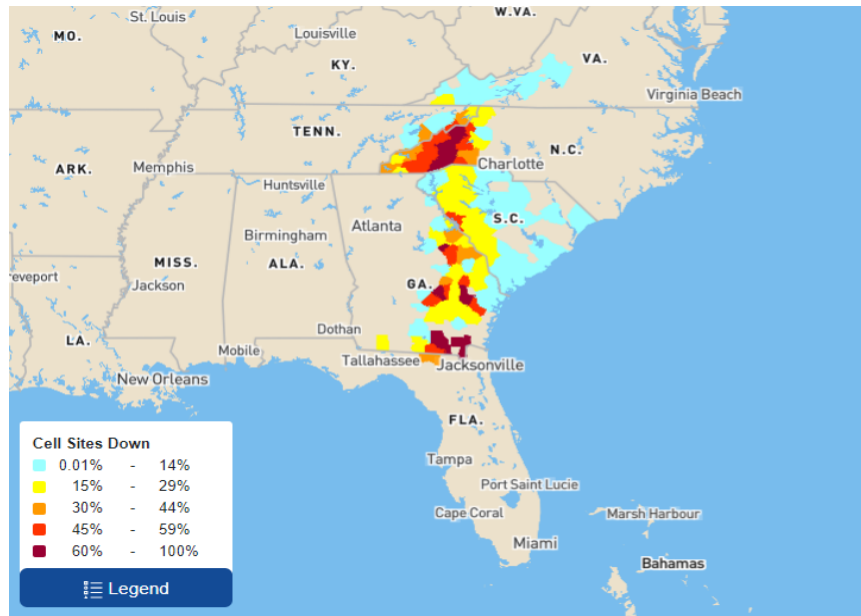 St. Louis
W.VA.
MO.
Louisville
VA.
KY.
Virginia Beach
TENN.
N.C.
ARK.
Memphis
Charlotte
Huntsville
Atlanta
S.C.
Birmingham
MISS.
ALA.
reveport
Jackson
GA.
Dothan
LA.
Mobile
Tallahassee
Jacksonville
New Orleans
FLA.
Tampa
Port Saint Lucie
Cape Coral
Marsh Harbour
Miami
Bahamas
Cell Sites Down
0.01% - 14%
15% - 29%
30% - 44%
45% - 59%
60% - 100%
Legend